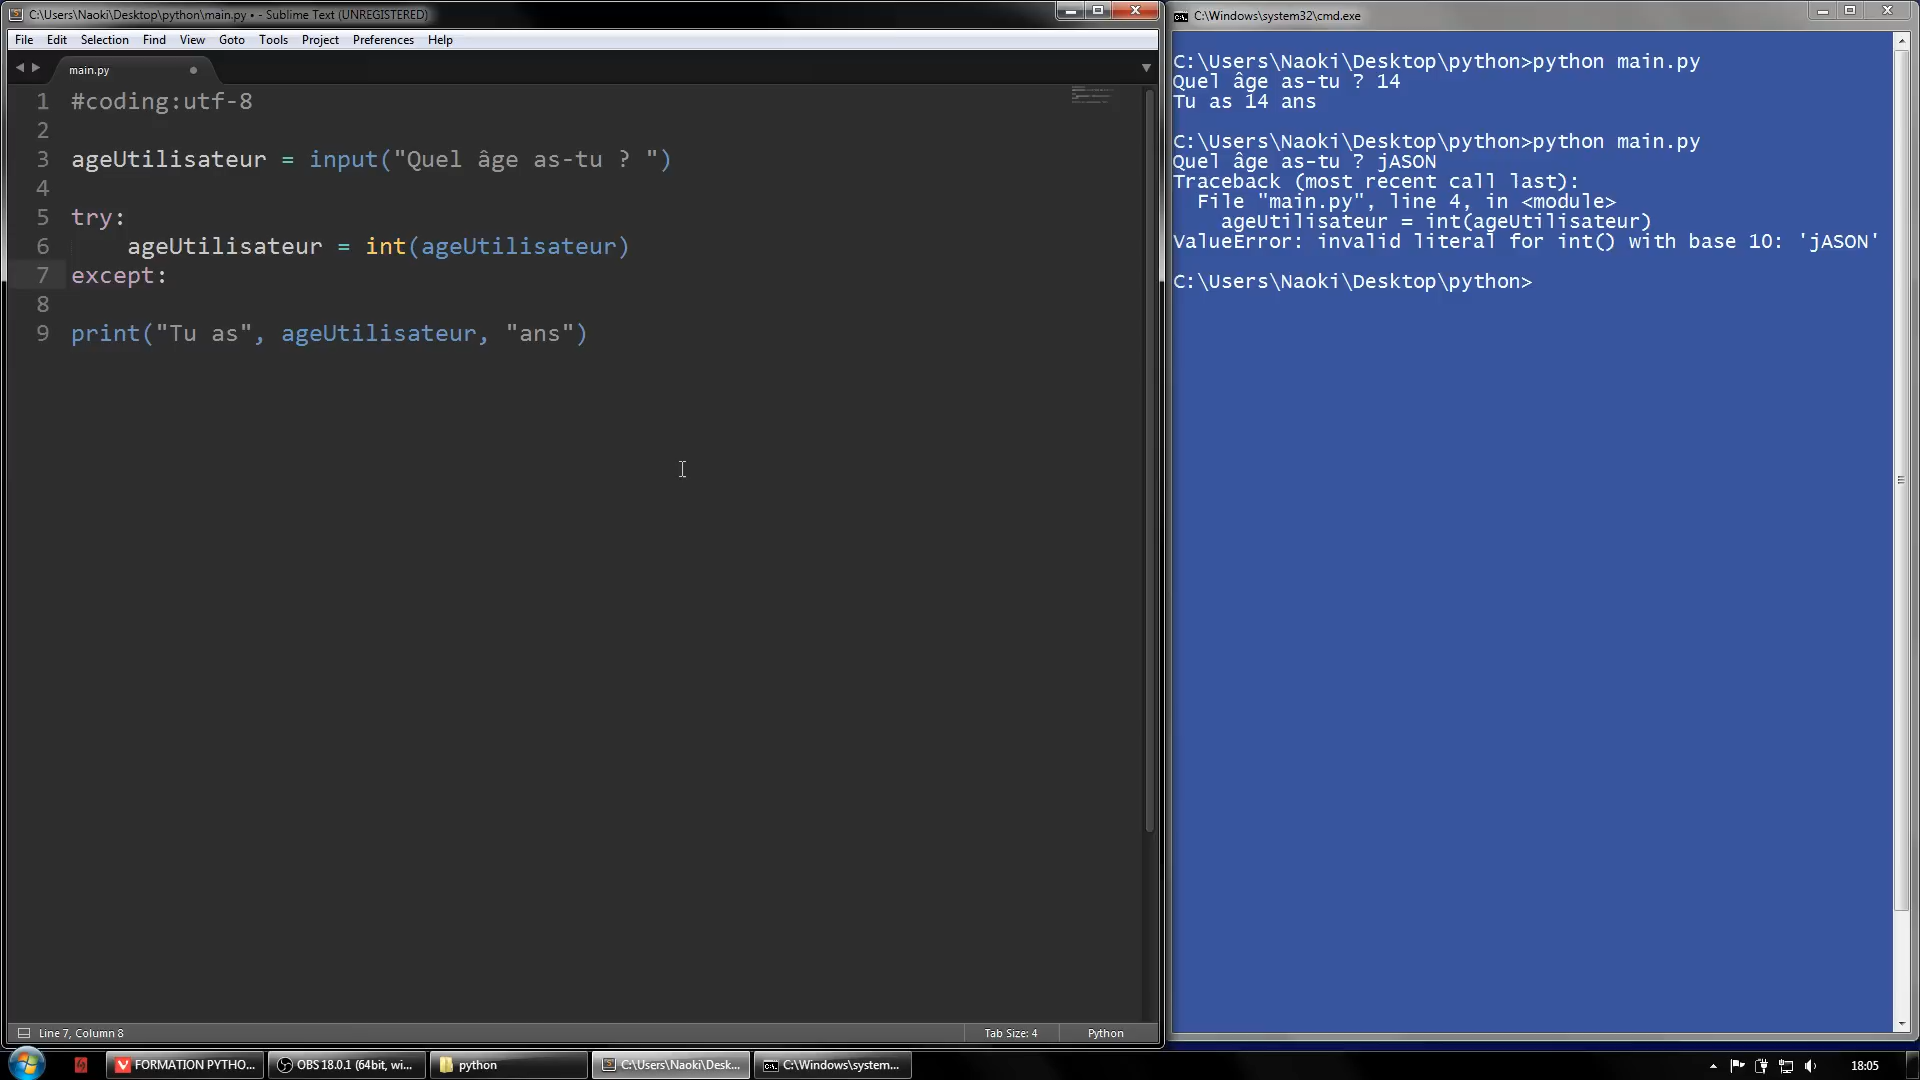 C:\Users\Naoki\Desktop\python\main.py • - Sublime Text (UNREGISTERED)
File Edit Selection Find View Goto Tools Project Preferences Help
main.py
1 #coding:utf-8
2
3 ageUtilisateur = input("Quel âge as-tu ? ")
4
5 try:
6     ageUtilisateur = int(ageUtilisateur)
7 except:
8
9 print("Tu as", ageUtilisateur, "ans")
Line 7, Column 8
Tab Size: 4
Python
C:\Windows\system32\cmd.exe
C:\Users\Naoki\Desktop\python>python main.py
Quel âge as-tu ? 14
Tu as 14 ans
C:\Users\Naoki\Desktop\python>python main.py
Quel âge as-tu ? jASON
Traceback (most recent call last):
  File "main.py", line 4, in <module>
    ageUtilisateur = int(ageUtilisateur)
ValueError: invalid literal for int() with base 10: 'jASON'
C:\Users\Naoki\Desktop\python>
FORMATION PYTHO...
OBS 18.0.1 (64bit, wi...
python
C:\Users\Naoki\Desk...
C:\Windows\system...
18:05